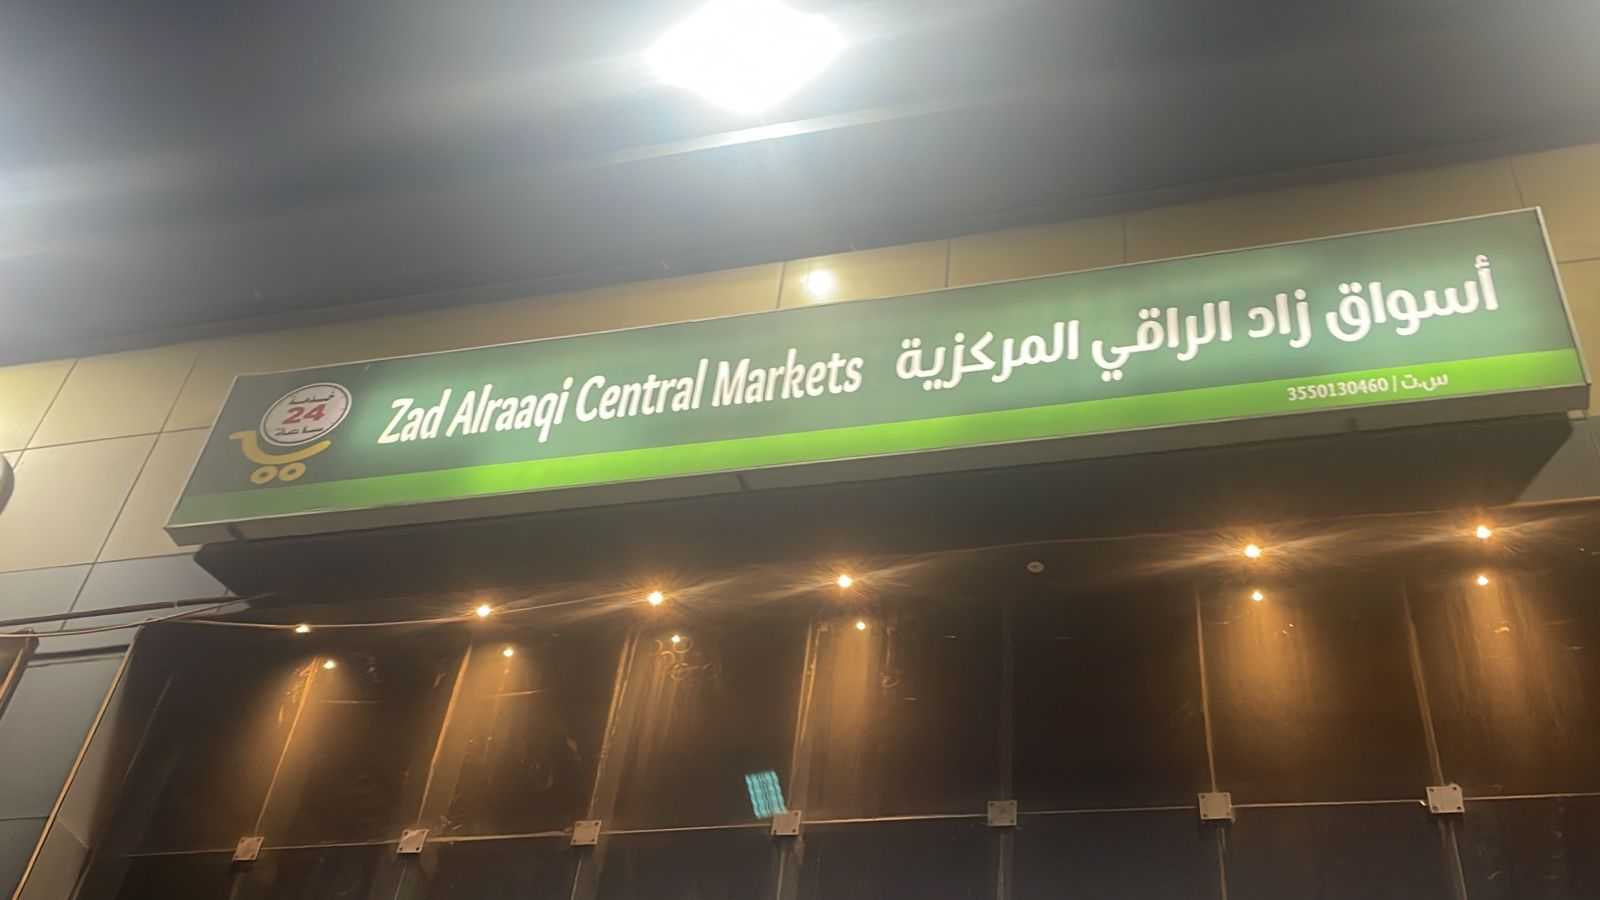 أسواق زاد الراقي المركزية
Zad Alraaqi Central Markets
خدمة
24
ساعة
س.ت / 3550130460